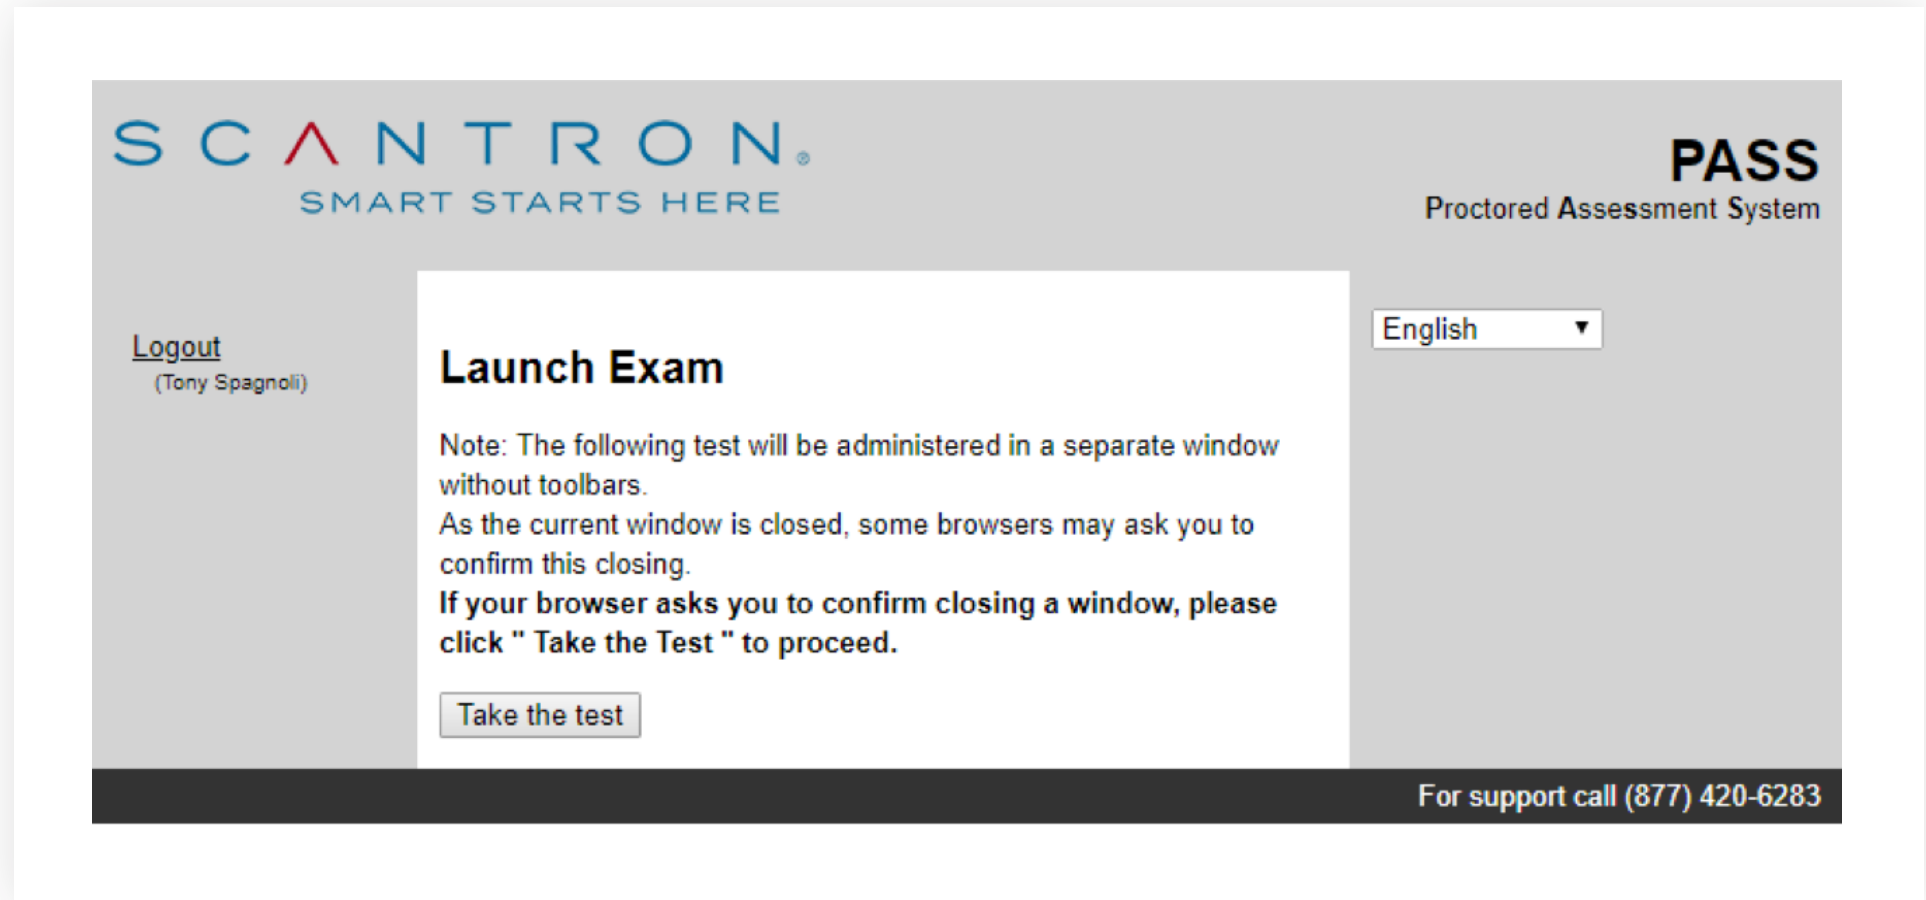 SCANTRON®
SMART STARTS HERE
PASS
Proctored Assessment System
Logout
(Tony Spagnoli)
English
Launch Exam
Note: The following test will be administered in a separate window
without toolbars.
As the current window is closed, some browsers may ask you to
confirm this closing.
If your browser asks you to confirm closing a window, please
click " Take the Test " to proceed.
Take the test
For support call (877) 420-6283